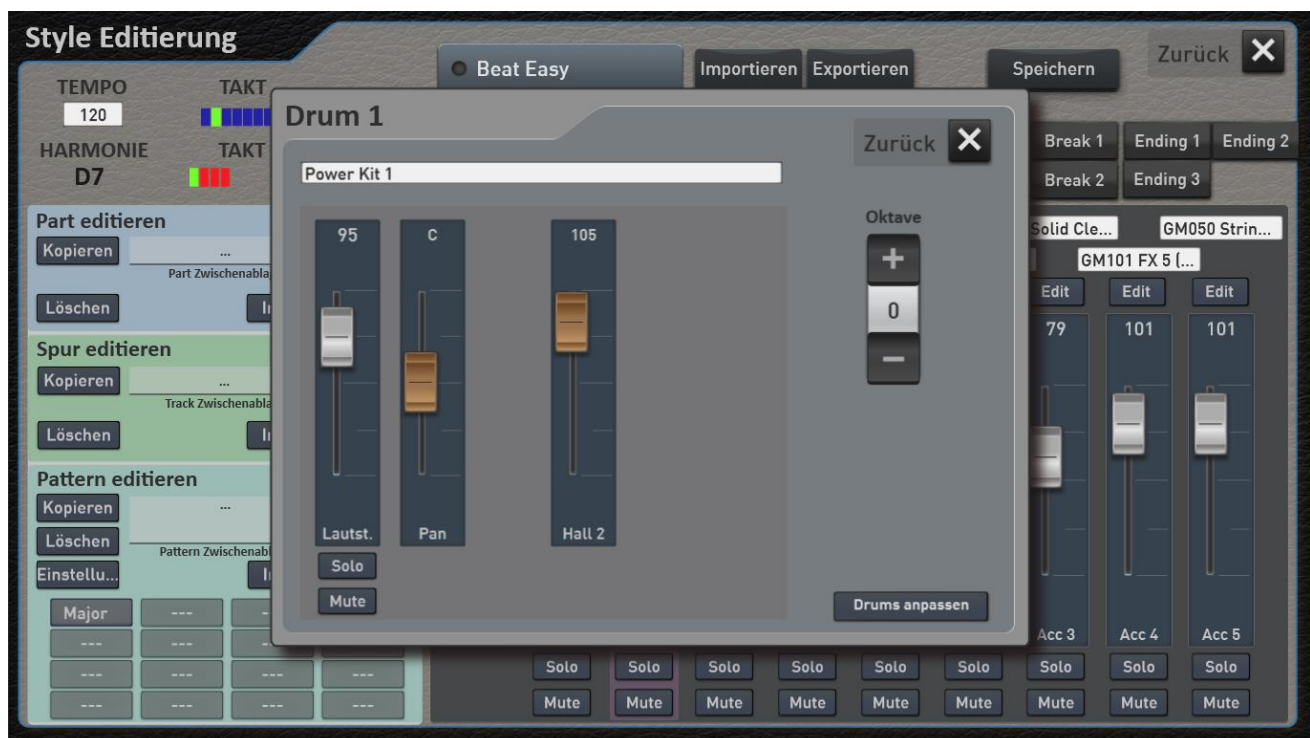 Style Editierung
Beat Easy
Importieren
Exportieren
Speichern
Zurück
TEMPO
TAKT
120
HARMONIE
TAKT
D7
Break 1
Ending 1
Ending 2
Break 2
Ending 3
Part editieren
Kopieren
...
Part Zwischenabla
Löschen
Spur editieren
Kopieren
...
Track Zwischenabla
Löschen
Pattern editieren
Kopieren
...
Löschen
Pattern Zwischenabl
Einstellu...
Major
---
---
---
---
---
---
---
---
---
---
---
---
---
Drum 1
Zurück
Power Kit 1
95
C
105
Oktave
+
0
−
Lautst.
Pan
Hall 2
Solo
Mute
Drums anpassen
Solid Cle...
GM050 Strin...
GM101 FX 5 (...
Edit
Edit
Edit
79
101
101
Acc 3
Acc 4
Acc 5
Solo
Solo
Solo
Solo
Solo
Solo
Solo
Solo
Solo
Mute
Mute
Mute
Mute
Mute
Mute
Mute
Mute
Mute